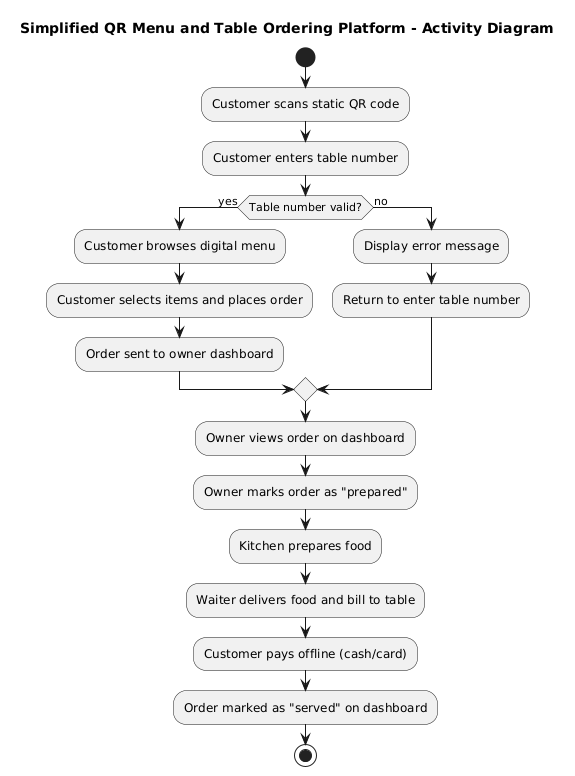 Simplified QR Menu and Table Ordering Platform - Activity Diagram
Customer scans static QR code
Customer enters table number
yes
Table number valid?
no
Customer browses digital menu
Display error message
Customer selects items and places order
Return to enter table number
Order sent to owner dashboard
Owner views order on dashboard
Owner marks order as "prepared"
Kitchen prepares food
Waiter delivers food and bill to table
Customer pays offline (cash/card)
Order marked as "served" on dashboard